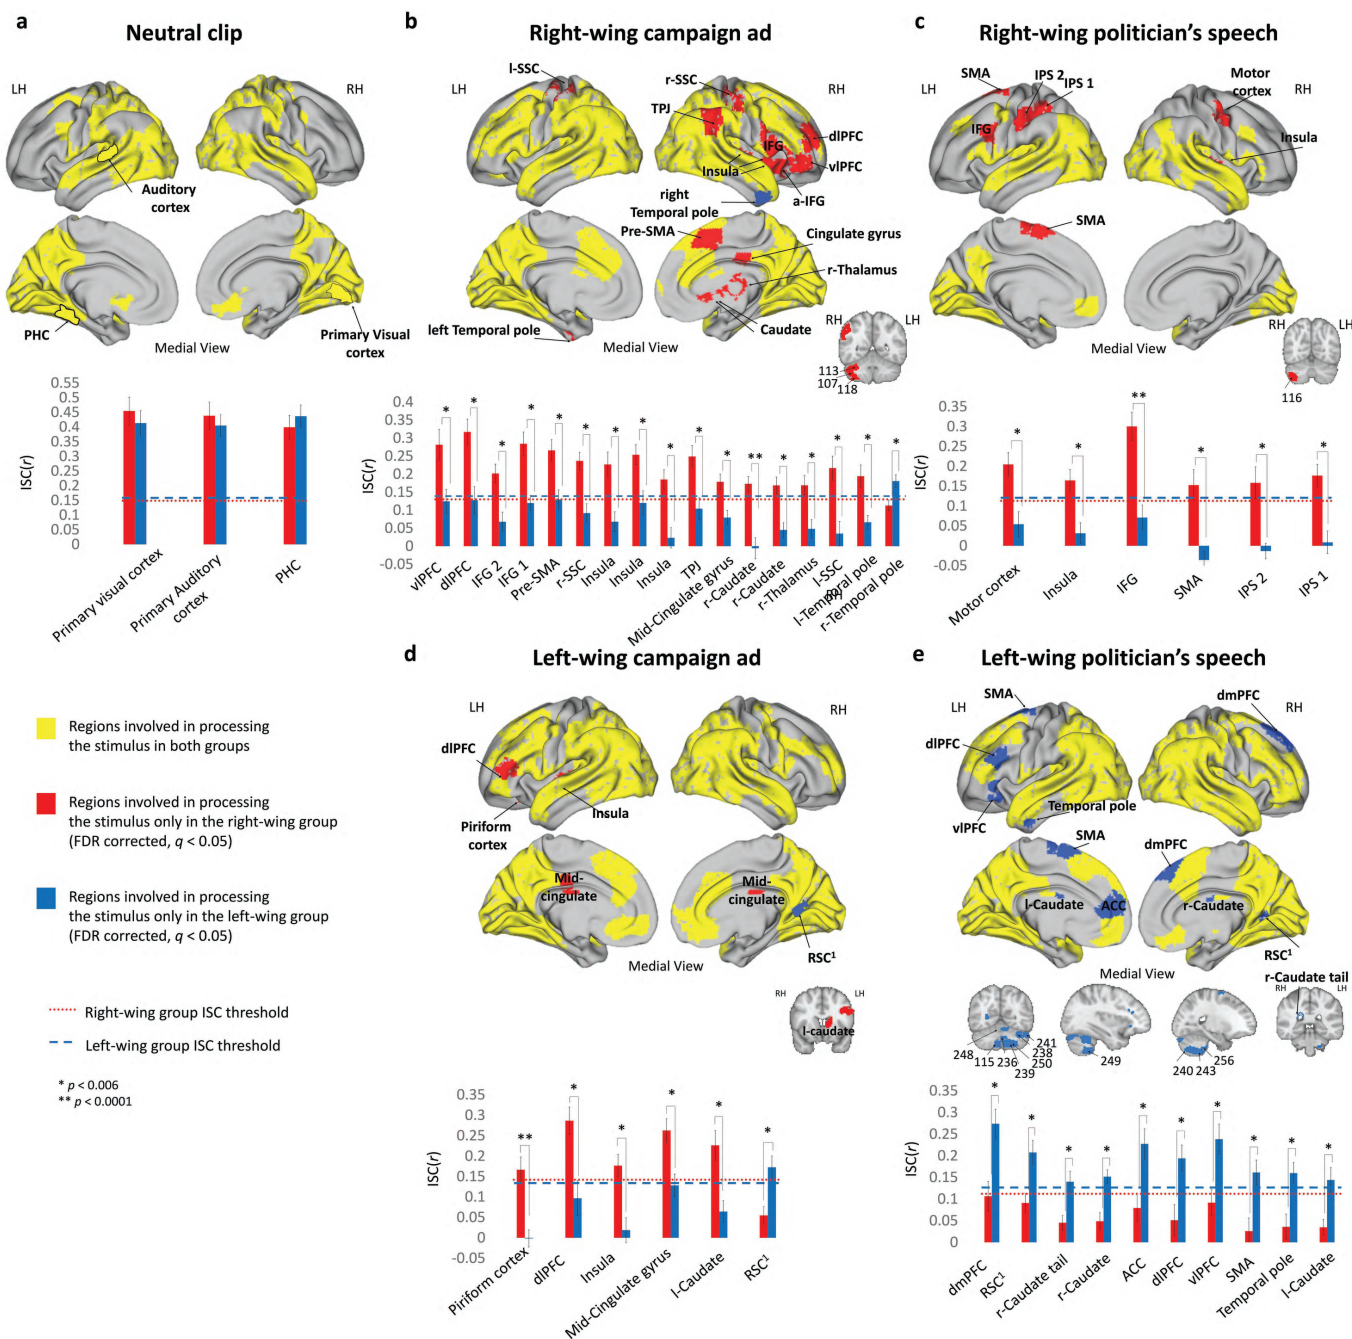 a
Neutral clip
LH
RH
Auditory
cortex
PHC
Primary Visual
cortex
Medial View
0.55
0.5
0.45
0.4
0.35
0.3
0.25
0.2
0.15
0.1
0.05
0
ISC(r)
Primary visual cortex
Primary Auditory
cortex
PHC
b
Right-wing campaign ad
LH
RH
l-SSC
r-SSC
TPJ
dlPFC
IFG
vlPFC
Insula
a-IFG
right
Temporal pole
Pre-SMA
Cingulate gyrus
r-Thalamus
Caudate
left Temporal pole
Medial View
RH
LH
113
107
118
0.4
0.35
0.3
0.25
0.2
0.15
0.1
0.05
0
-0.05
ISC(r)
* * * * * * * * * * * ** * * * * *
vlPFC
dlPFC
IFG 2
IFG 1
Pre-SMA
r-SSC
Insula
Insula
Insula
TPJ
Mid-Cingulate gyrus
r-Caudate
r-Caudate
r-Thalamus
l-SSC
RH
l-Temporal pole
r-Temporal pole
c
Right-wing politician's speech
LH
RH
SMA
IPS 2
IPS 1
Motor
cortex
IFG
Insula
SMA
Medial View
RH
LH
116
0.35
0.3
0.25
0.2
0.15
0.1
0.05
0
-0.05
ISC(r)
* * ** * * *
Motor cortex
Insula
IFG
SMA
IPS 2
IPS 1
Regions involved in processing
the stimulus in both groups
Regions involved in processing
the stimulus only in the right-wing group
(FDR corrected, q < 0.05)
Regions involved in processing
the stimulus only in the left-wing group
(FDR corrected, q < 0.05)
Right-wing group ISC threshold
Left-wing group ISC threshold
* p < 0.006
** p < 0.0001
d
Left-wing campaign ad
LH
RH
dlPFC
Insula
Piriform
cortex
Mid-
cingulate
Mid-
cingulate
RSC¹
Medial View
RH
LH
l-caudate
0.35
0.3
0.25
0.2
0.15
0.1
0.05
0
-0.05
ISC(r)
** * * * * *
Piriform cortex
dlPFC
Insula
Mid-Cingulate gyrus
l-Caudate
RSC¹
e
Left-wing politician's speech
LH
RH
SMA
dmPFC
dlPFC
vlPFC
Temporal pole
SMA
dmPFC
l-Caudate
ACC
r-Caudate
RSC¹
Medial View
r-Caudate tail
RH
LH
248
115
236
239
241
238
250
249
240
243
256
0.35
0.3
0.25
0.2
0.15
0.1
0.05
0
ISC(r)
* * * * * * * * * *
dmPFC
RSC¹
r-Caudate tail
r-Caudate
ACC
dlPFC
vlPFC
SMA
Temporal pole
l-Caudate